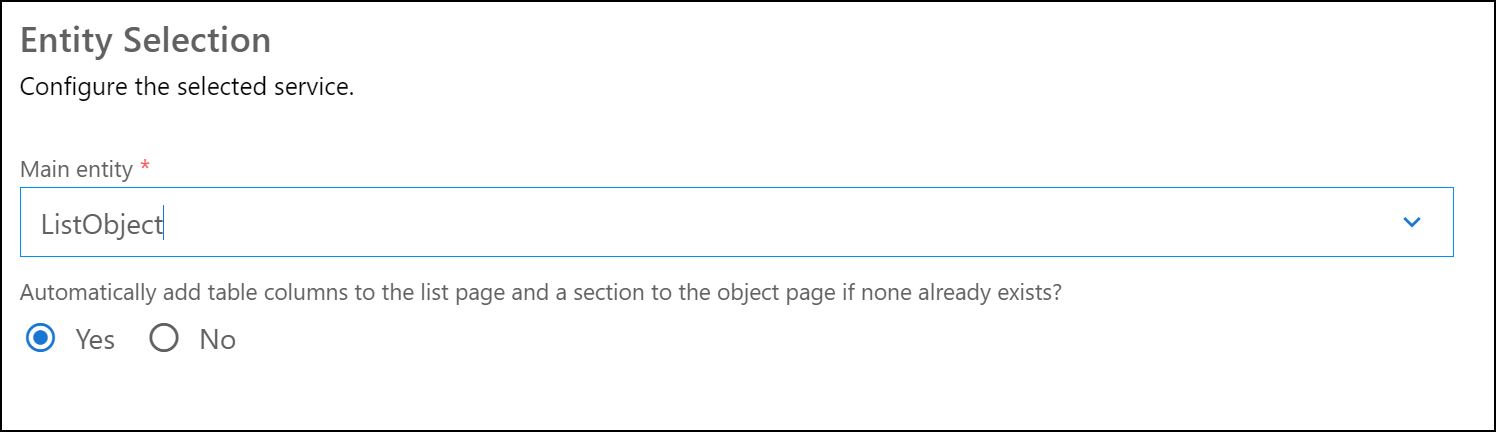 Entity Selection
Configure the selected service.
Main entity *
ListObject
Automatically add table columns to the list page and a section to the object page if none already exists?
Yes No